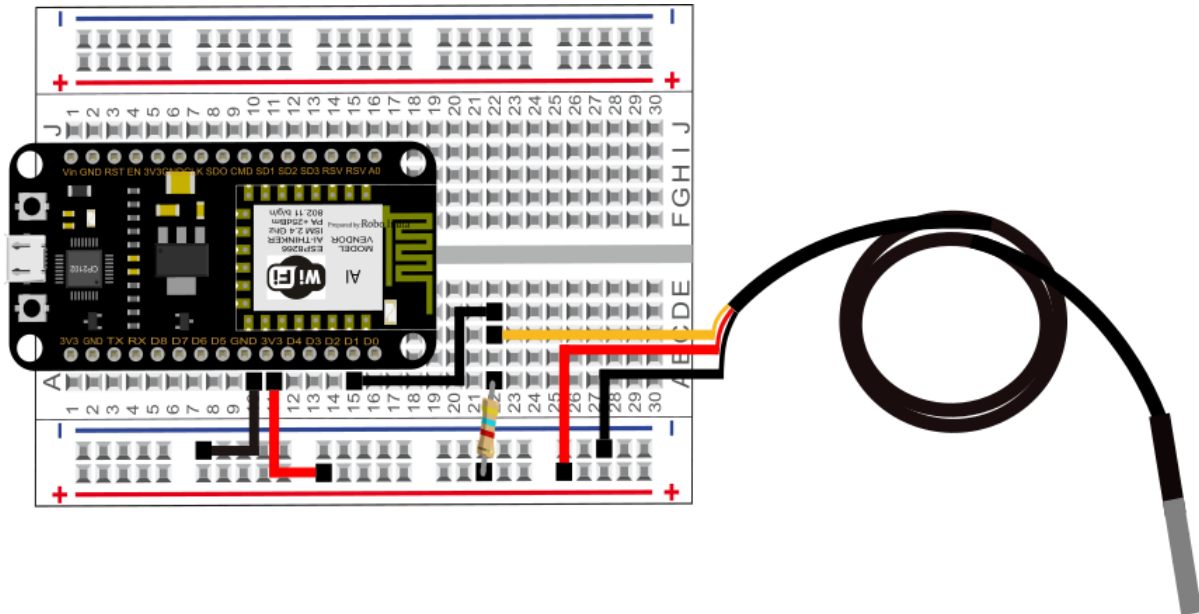 1 2 3 4 5 6 7 8 9 10 11 12 13 14 15 16 17 18 19 20 21 22 23 24 25 26 27 28 29 30
J
J
I
H
G
F
Vin GND RST EN 3V3 GND CLK SD0 CMD SD1 SD2 SD3 RSV RSV A0
Prepared by: Robo
MODEL
VENDOR
ESP8266
AI-THINKER
ISM 2.4 Ghz
PA +25dBm
802.11 b/g/n
AI
WiFi
CP2102
E
D
C
B
A
3V3 GND TX RX D8 D7 D6 D5 GND 3V3 D4 D3 D2 D1 D0
A
1 2 3 4 5 6 7 8 9 10 11 12 13 14 15 16 17 18 19 20 21 22 23 24 25 26 27 28 29 30